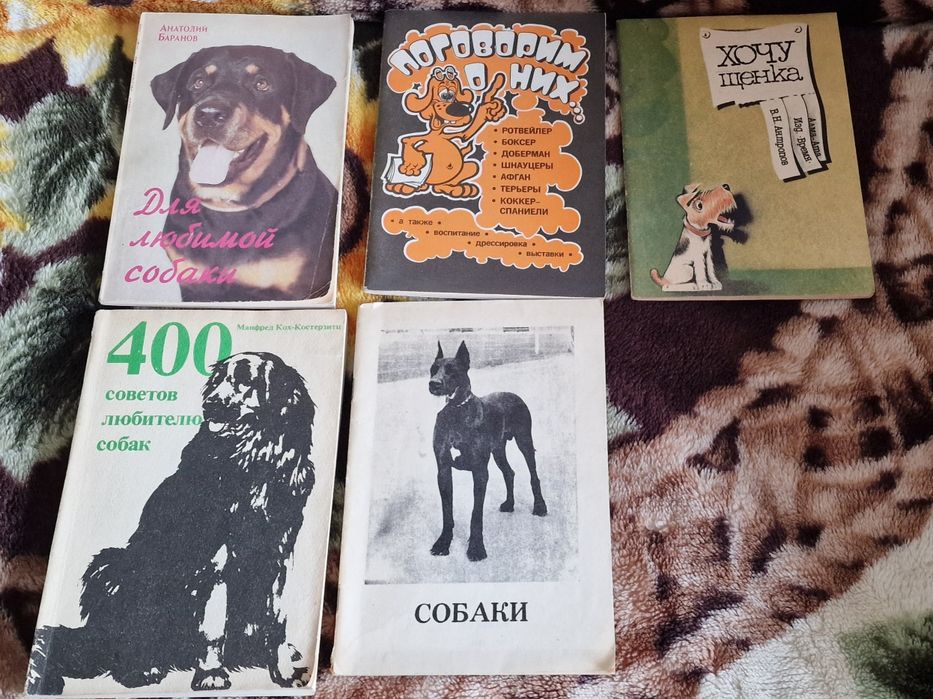 Анатолий
Баранов
Для
любимой
собаки
ПОГОВОРИМ
О НИХ...
• РОТВЕЙЛЕР
• БОКСЕР
• ДОБЕРМАН
• ШНАУЦЕРЫ
• АФГАН
• ТЕРЬЕРЫ
• КОККЕР-
СПАНИЕЛИ
• а также •
• воспитание •
• дрессировка •
• выставки •
ХОЧУ
щенка
Алма-Ата
Изд. Время
В.Н. Антропов
400
Манфред Кох-Костерзитц
советов
любителю
собак
СОБАКИ